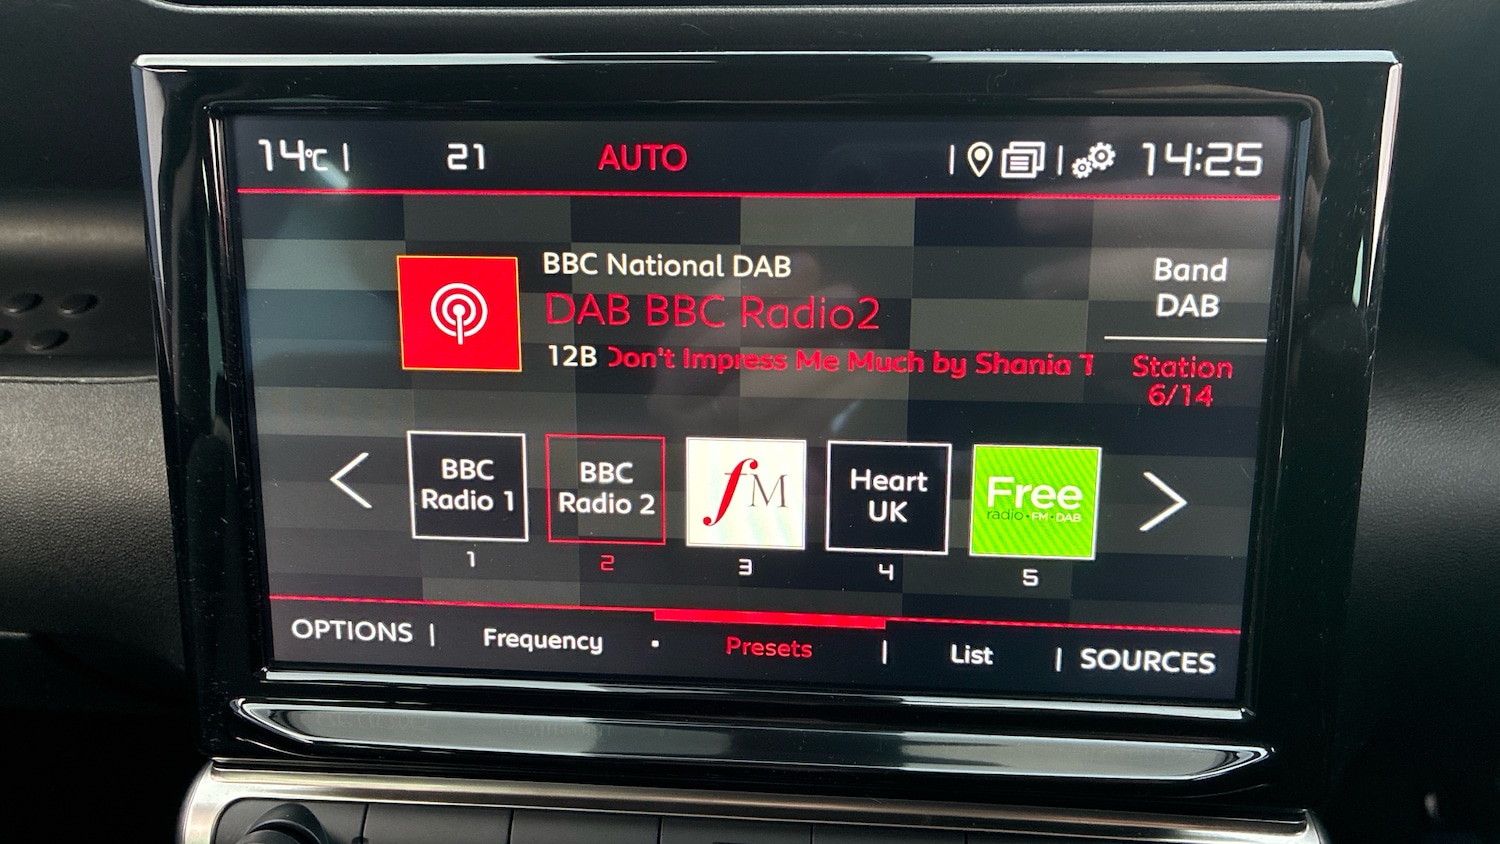 14°C | 21 AUTO | | 14:25
BBC National DAB
DAB BBC Radio2
12B Don't Impress Me Much by Shania T
Band
DAB
Station
6/14
BBC
Radio 1
BBC
Radio 2
fM
Heart
UK
Free
radio·FM·DAB
1 2 3 4 5
OPTIONS | Frequency · Presets | List | SOURCES